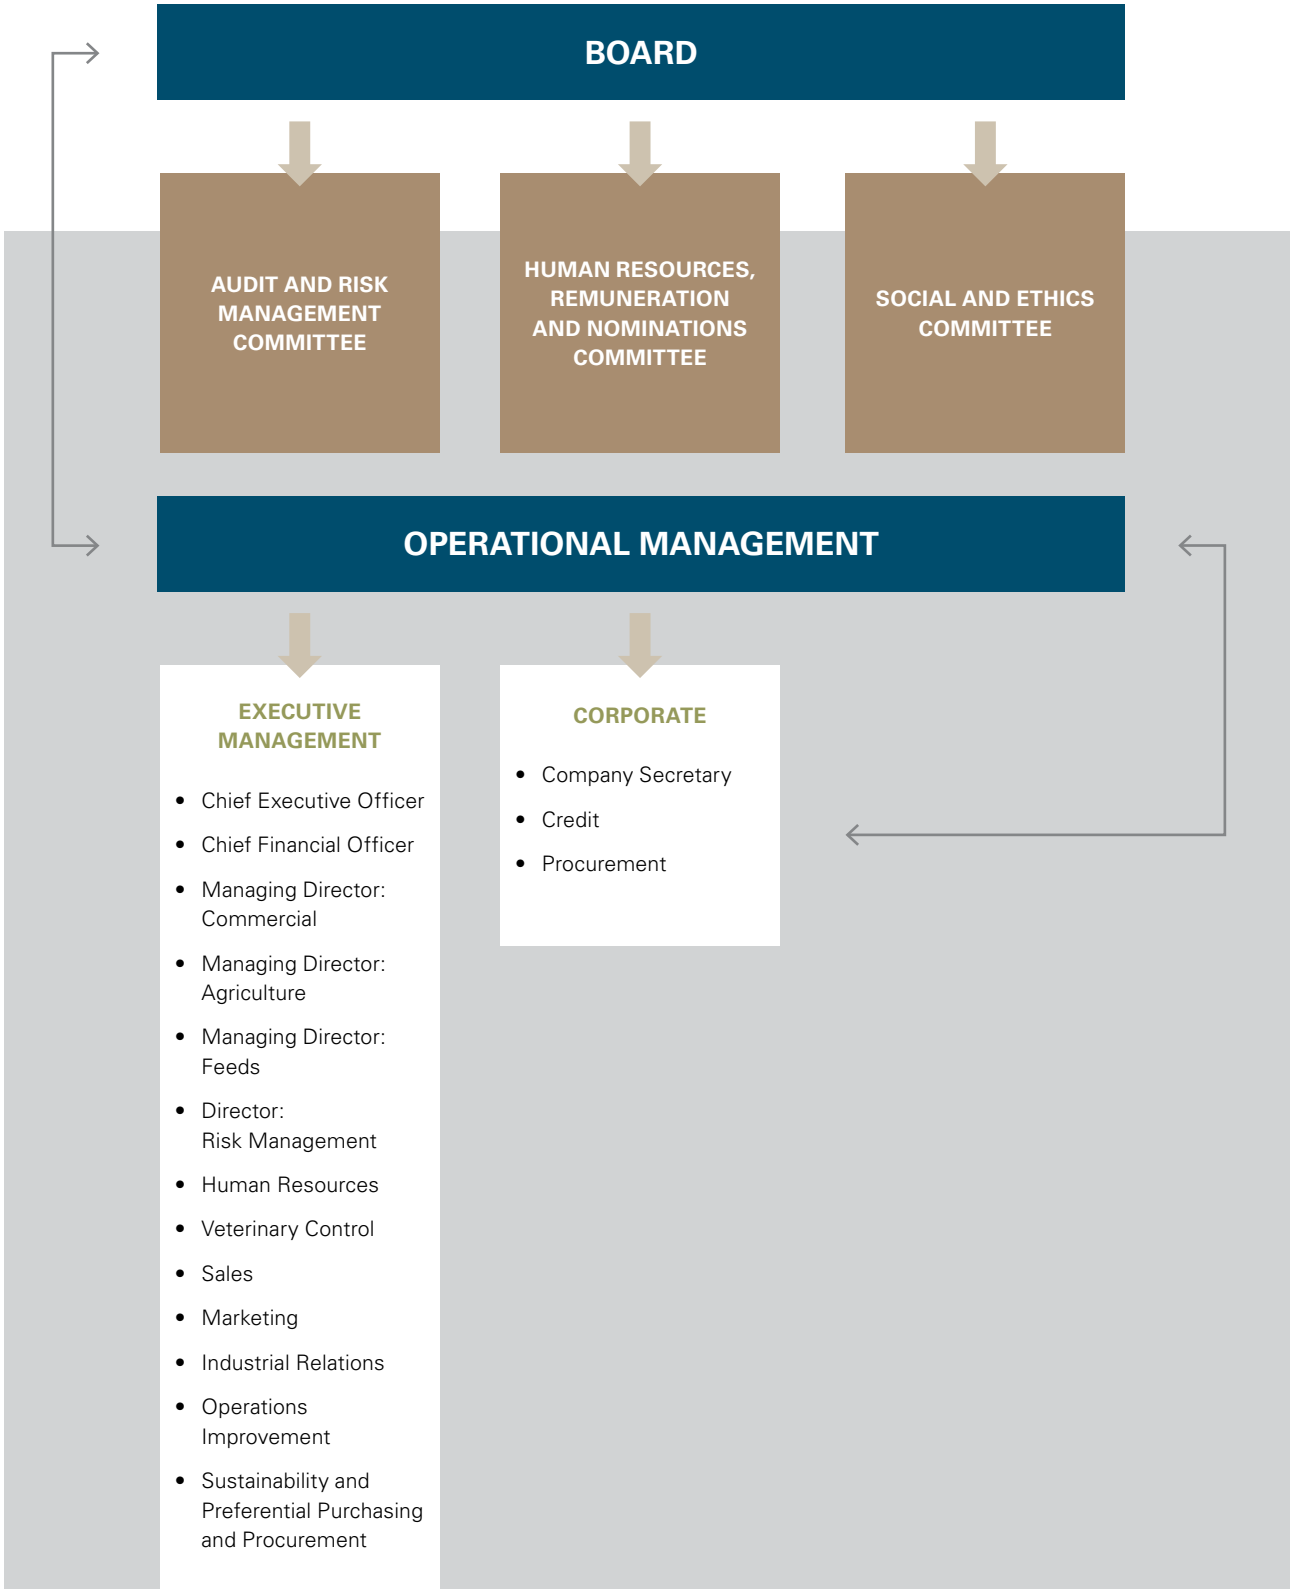 BOARD
AUDIT AND RISK
MANAGEMENT
COMMITTEE
HUMAN RESOURCES,
REMUNERATION
AND NOMINATIONS
COMMITTEE
SOCIAL AND ETHICS
COMMITTEE
OPERATIONAL MANAGEMENT
EXECUTIVE
MANAGEMENT
• Chief Executive Officer
• Chief Financial Officer
• Managing Director:
Commercial
• Managing Director:
Agriculture
• Managing Director:
Feeds
• Director:
Risk Management
• Human Resources
• Veterinary Control
• Sales
• Marketing
• Industrial Relations
• Operations
Improvement
• Sustainability and
Preferential Purchasing
and Procurement
CORPORATE
• Company Secretary
• Credit
• Procurement